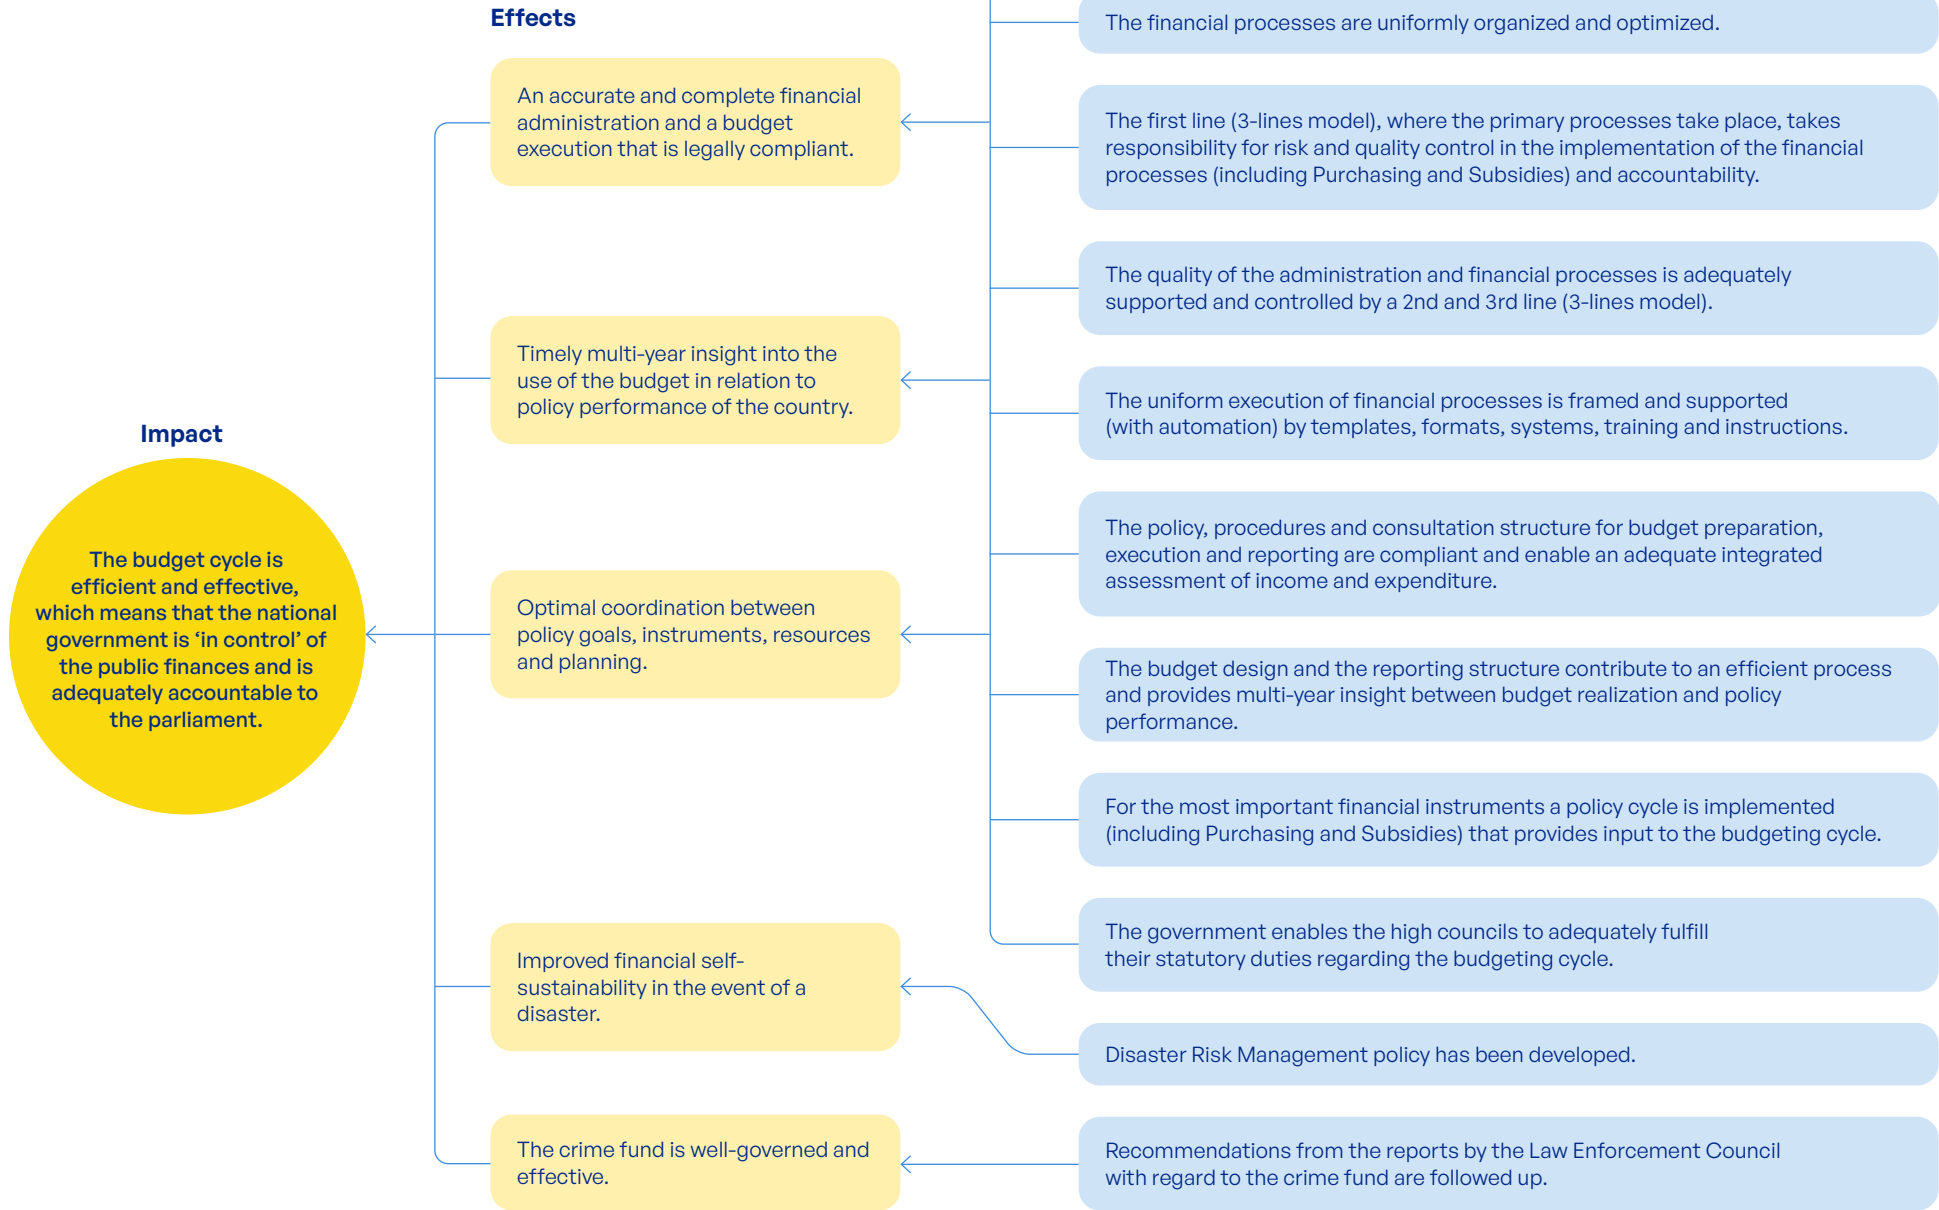 Effects
An accurate and complete financial
administration and a budget
execution that is legally compliant.
Timely multi-year insight into the
use of the budget in relation to
policy performance of the country.
Impact
The budget cycle is
efficient and effective,
which means that the national
government is ‘in control’ of
the public finances and is
adequately accountable to
the parliament.
Optimal coordination between
policy goals, instruments, resources
and planning.
Improved financial self-
sustainability in the event of a
disaster.
The crime fund is well-governed and
effective.
The financial processes are uniformly organized and optimized.
The first line (3-lines model), where the primary processes take place, takes
responsibility for risk and quality control in the implementation of the financial
processes (including Purchasing and Subsidies) and accountability.
The quality of the administration and financial processes is adequately
supported and controlled by a 2nd and 3rd line (3-lines model).
The uniform execution of financial processes is framed and supported
(with automation) by templates, formats, systems, training and instructions.
The policy, procedures and consultation structure for budget preparation,
execution and reporting are compliant and enable an adequate integrated
assessment of income and expenditure.
The budget design and the reporting structure contribute to an efficient process
and provides multi-year insight between budget realization and policy
performance.
For the most important financial instruments a policy cycle is implemented
(including Purchasing and Subsidies) that provides input to the budgeting cycle.
The government enables the high councils to adequately fulfill
their statutory duties regarding the budgeting cycle.
Disaster Risk Management policy has been developed.
Recommendations from the reports by the Law Enforcement Council
with regard to the crime fund are followed up.